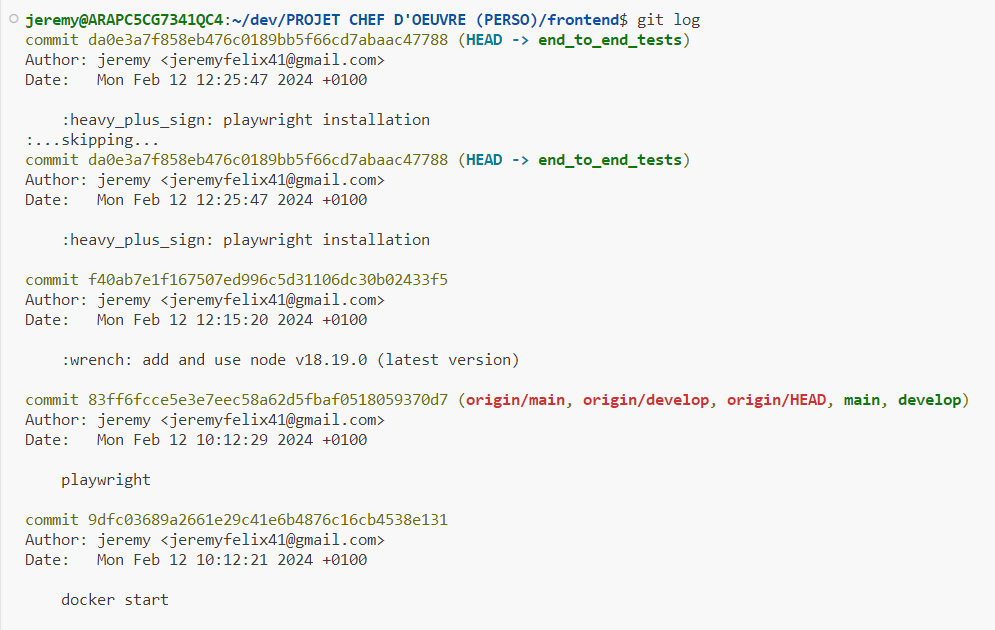 jeremy@ARAPC5CG7341QC4:~/dev/PROJET CHEF D'OEUVRE (PERSO)/frontend$ git log
commit da0e3a7f858eb476c0189bb5f66cd7abaac47788 (HEAD -> end_to_end_tests)
Author: jeremy <jeremyfelix41@gmail.com>
Date:   Mon Feb 12 12:25:47 2024 +0100
    :heavy_plus_sign: playwright installation
:...skipping...
commit da0e3a7f858eb476c0189bb5f66cd7abaac47788 (HEAD -> end_to_end_tests)
Author: jeremy <jeremyfelix41@gmail.com>
Date:   Mon Feb 12 12:25:47 2024 +0100
    :heavy_plus_sign: playwright installation
commit f40ab7e1f167507ed996c5d31106dc30b02433f5
Author: jeremy <jeremyfelix41@gmail.com>
Date:   Mon Feb 12 12:15:20 2024 +0100
    :wrench: add and use node v18.19.0 (latest version)
commit 83ff6fcce5e3e7eec58a62d5fbaf0518059370d7 (origin/main, origin/develop, origin/HEAD, main, develop)
Author: jeremy <jeremyfelix41@gmail.com>
Date:   Mon Feb 12 10:12:29 2024 +0100
    playwright
commit 9dfc03689a2661e29c41e6b4876c16cb4538e131
Author: jeremy <jeremyfelix41@gmail.com>
Date:   Mon Feb 12 10:12:21 2024 +0100
    docker start